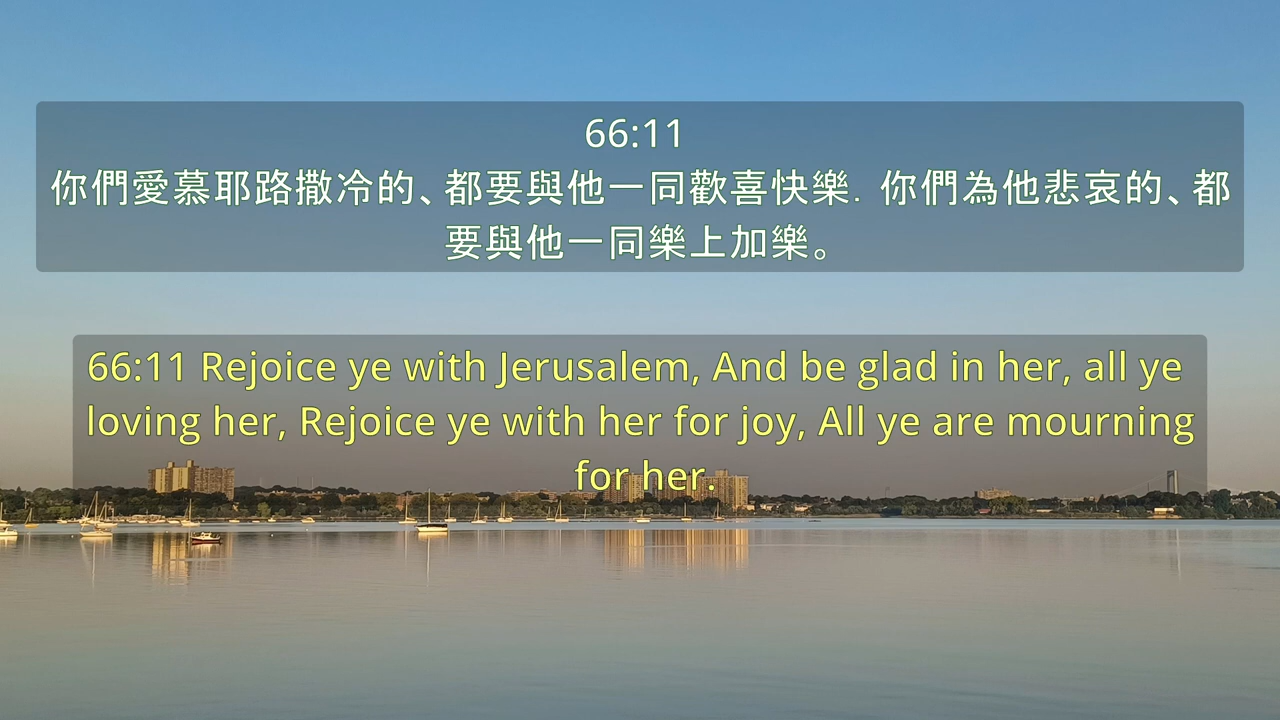 66:11
你們愛慕耶路撒冷的、都要與他一同歡喜快樂. 你們為他悲哀的、都
要與他一同樂上加樂。
66:11 Rejoice ye with Jerusalem, And be glad in her, all ye
loving her, Rejoice ye with her for joy, All ye are mourning
for her.